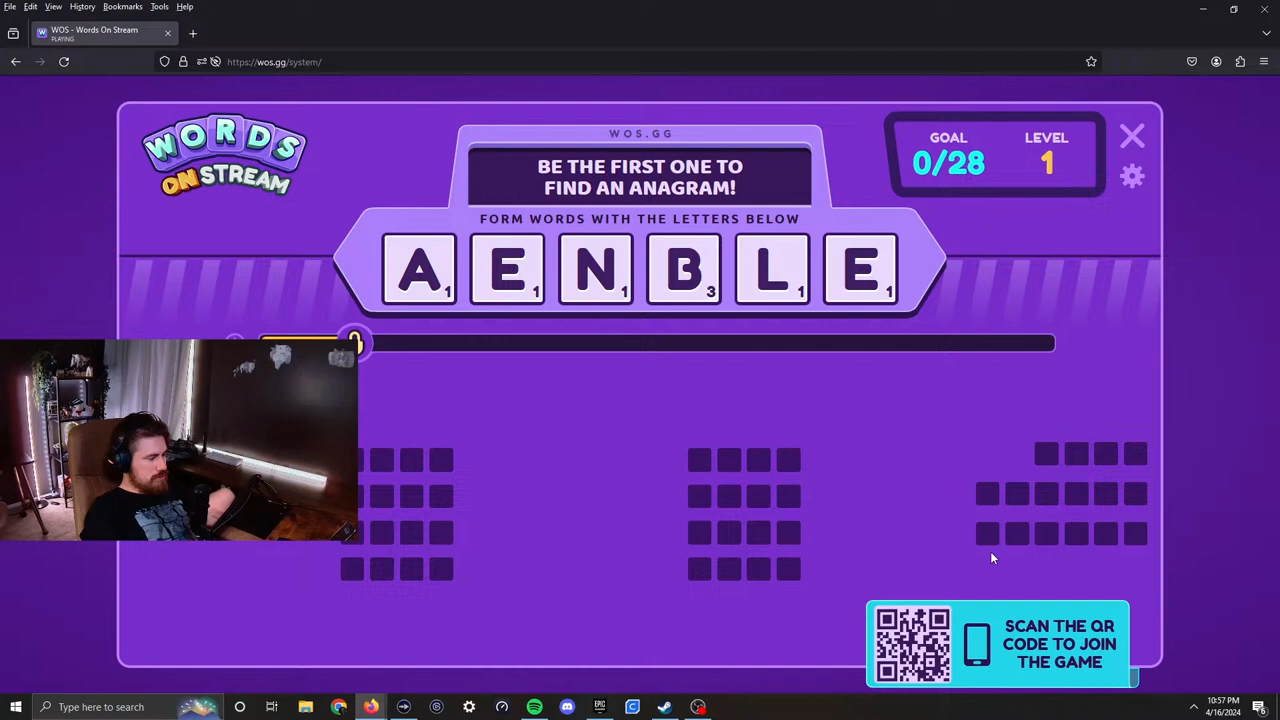 File Edit View History Bookmarks Tools Help
WOS - Words On Stream
PLAYING
https://wos.gg/system/
WORDS
ON STREAM
WOS.GG
BE THE FIRST ONE TO
FIND AN ANAGRAM!
GOAL LEVEL
0/28 1
FORM WORDS WITH THE LETTERS BELOW
A1 E1 N1 B3 L1 E1
SCAN THE QR
CODE TO JOIN
THE GAME
Type here to search
10:57 PM
4/16/2024